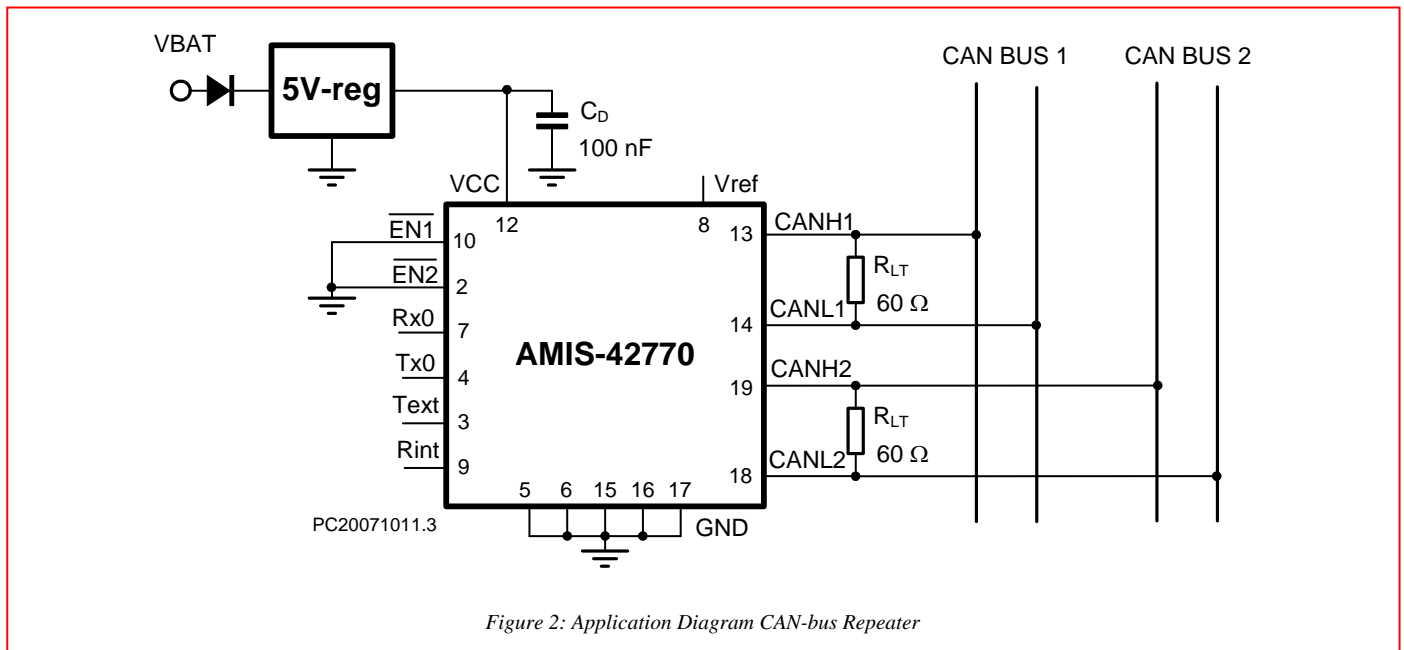 VBAT
CAN BUS 1
CAN BUS 2
5V-reg
CD
100 nF
VCC
Vref
EN1
10
12
8
13
CANH1
EN2
2
RLT
60 Ω
Rx0
7
14
CANL1
AMIS-42770
Tx0
4
19
CANH2
Text
3
RLT
60 Ω
Rint
9
18
CANL2
5 6 15 16 17
GND
PC20071011.3
Figure 2: Application Diagram CAN-bus Repeater